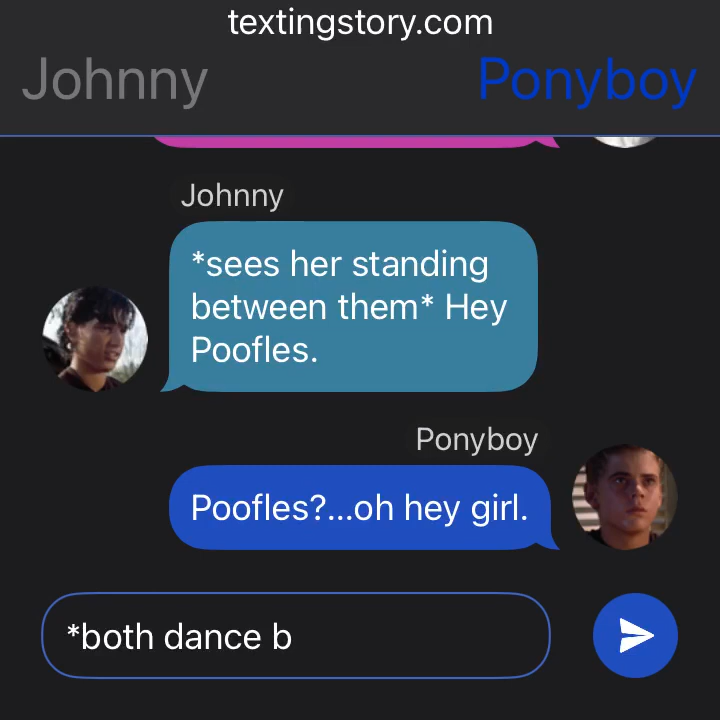 textingstory.com
Johnny
Ponyboy
Johnny
*sees her standing
between them* Hey
Poofles.
Ponyboy
Poofles?...oh hey girl.
*both dance b